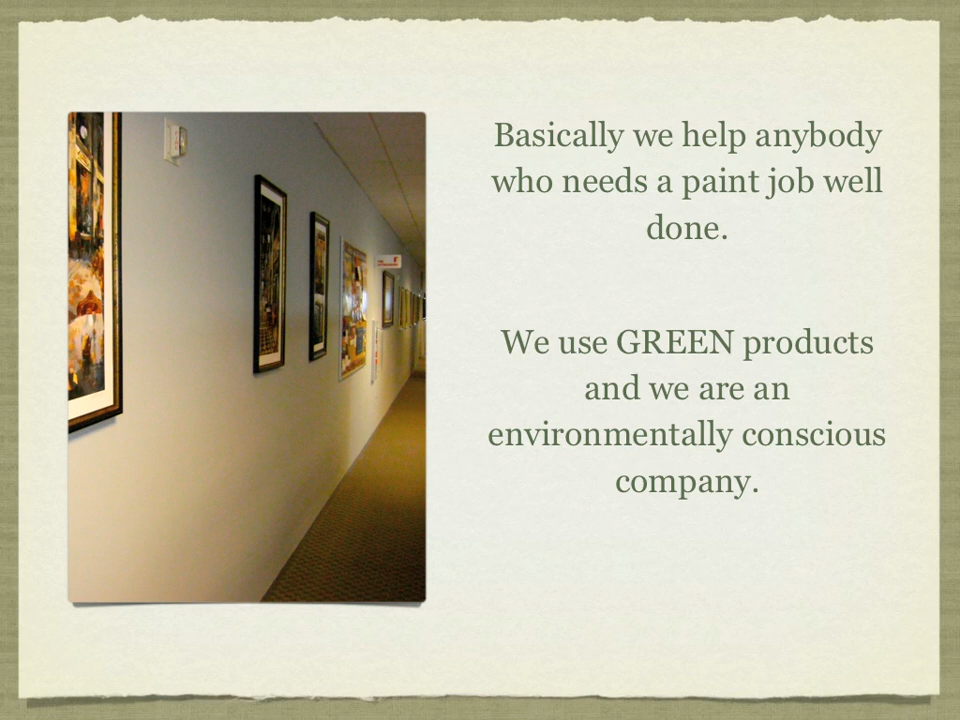 Basically we help anybody
who needs a paint job well
done.
We use GREEN products
and we are an
environmentally conscious
company.